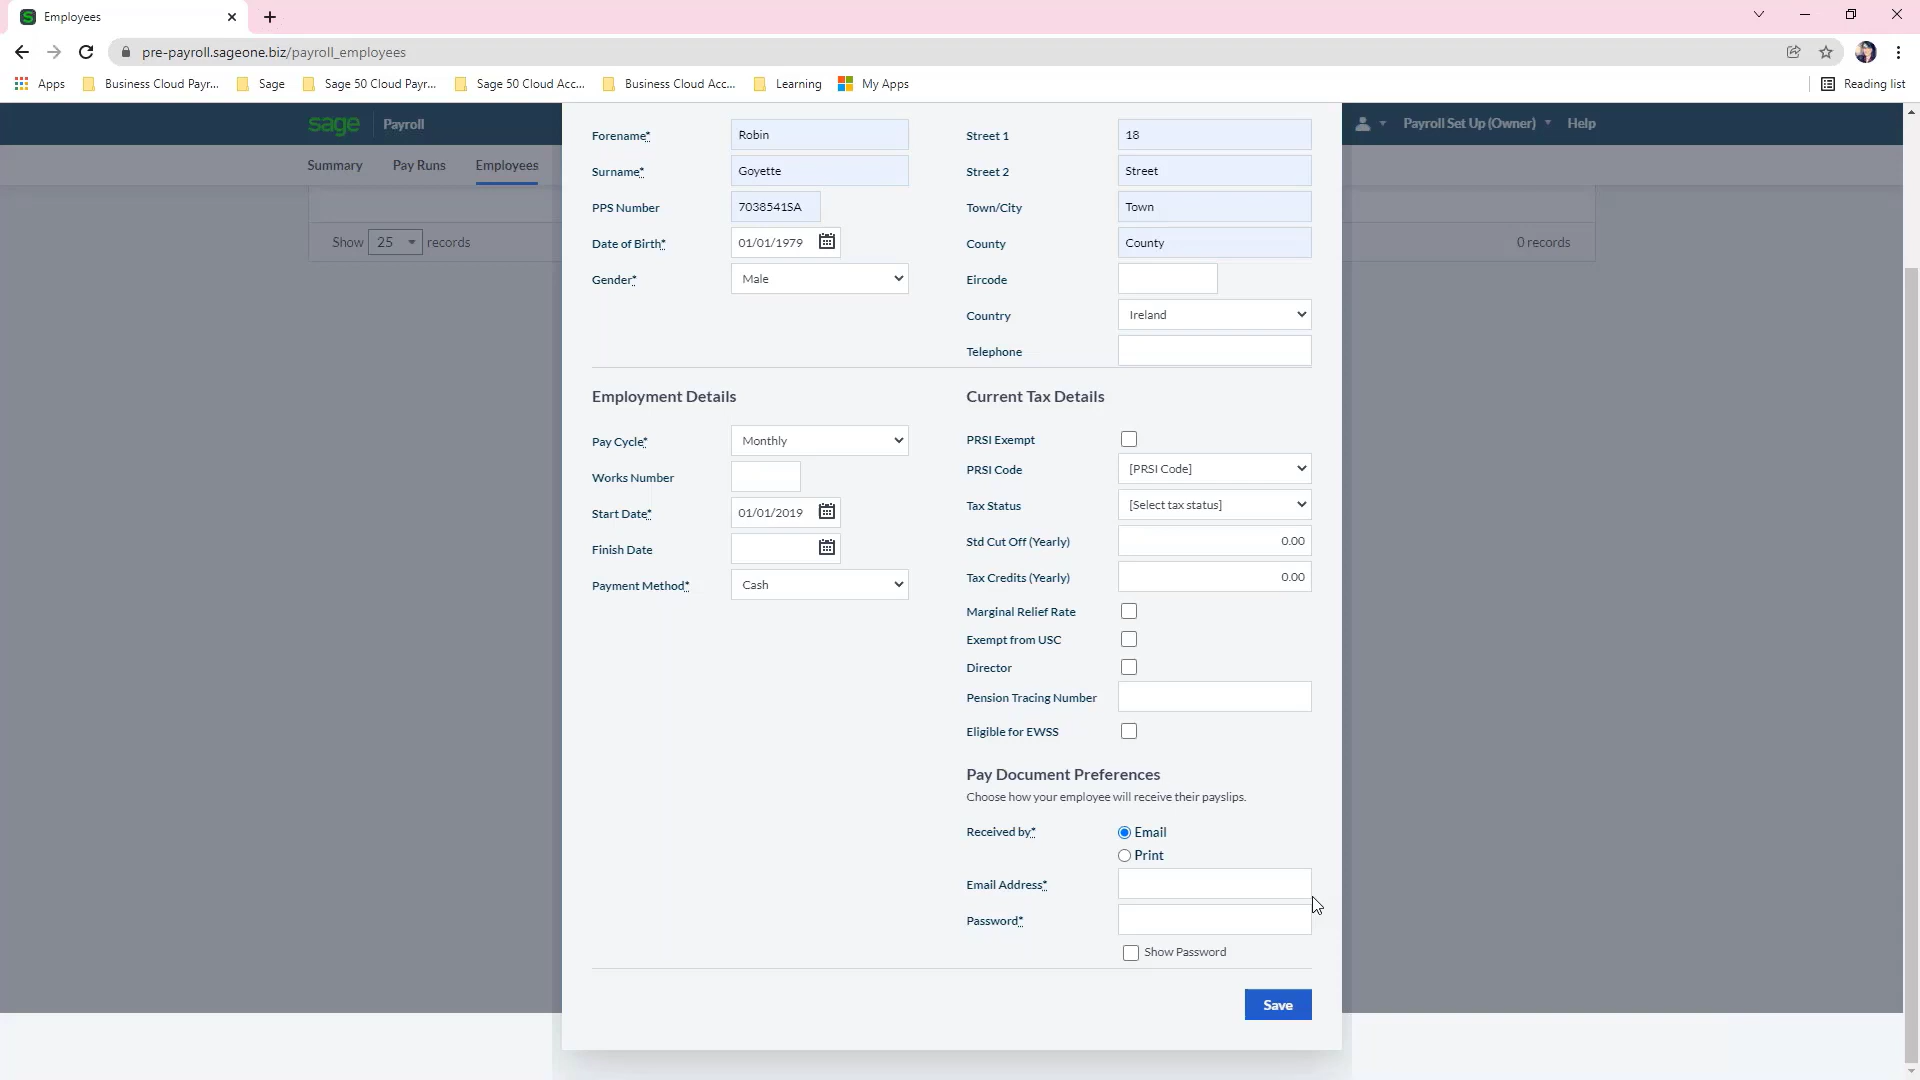 Employees
pre-payroll.sageone.biz/payroll_employees
Apps
Business Cloud Payr...
Sage
Sage 50 Cloud Payr...
Sage 50 Cloud Acc...
Business Cloud Acc...
Learning
My Apps
Reading list
sage
Payroll
Payroll Set Up (Owner)
Help
Summary
Pay Runs
Employees
Show 25 records
0 records
Forename* Robin
Surname* Goyette
PPS Number 7038541SA
Date of Birth* 01/01/1979
Gender* Male
Street 1 18
Street 2 Street
Town/City Town
County County
Eircode
Country Ireland
Telephone
Employment Details
Pay Cycle* Monthly
Works Number
Start Date* 01/01/2019
Finish Date
Payment Method* Cash
Current Tax Details
PRSI Exempt
PRSI Code [PRSI Code]
Tax Status [Select tax status]
Std Cut Off (Yearly) 0.00
Tax Credits (Yearly) 0.00
Marginal Relief Rate
Exempt from USC
Director
Pension Tracing Number
Eligible for EWSS
Pay Document Preferences
Choose how your employee will receive their payslips.
Received by* Email
Print
Email Address*
Password*
Show Password
Save